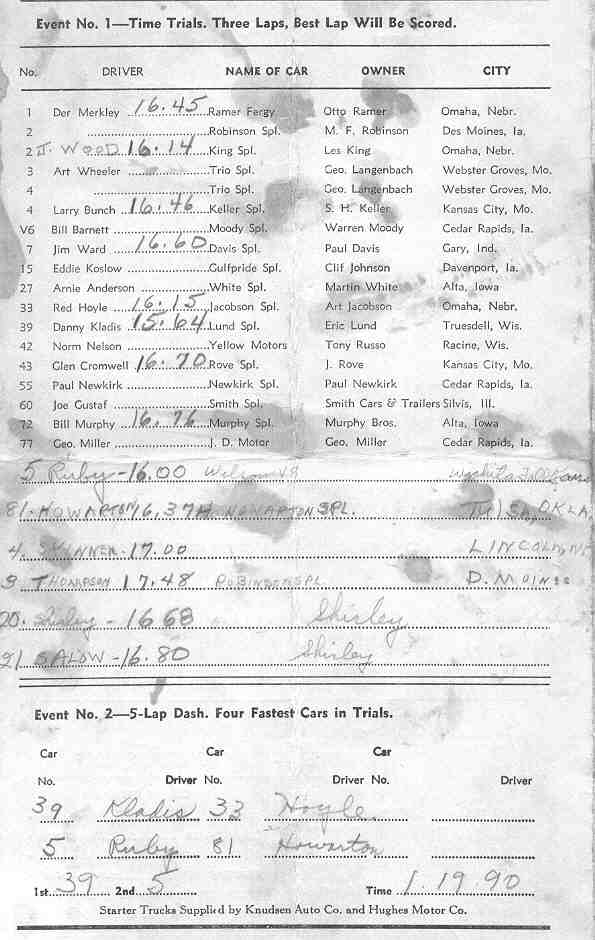 Event No. 1—Time Trials. Three Laps, Best Lap Will Be Scored.
No. DRIVER NAME OF CAR OWNER CITY
1 Der Merkley 16.45 Ramer Fergy Otto Ramer Omaha, Nebr.
2 Robinson Spl. M. F. Robinson Des Moines, Ia.
2 J. WOOD 16.14 King Spl. Les King Omaha, Nebr.
3 Art Wheeler Trio Spl. Geo. Langenbach Webster Groves, Mo.
4 Trio Spl. Geo. Langenbach Webster Groves, Mo.
4 Larry Bunch 16.46 Keller Spl. S. H. Keller Kansas City, Mo.
V6 Bill Barnett Moody Spl. Warren Moody Cedar Rapids, Ia.
7 Jim Ward 16.60 Davis Spl. Paul Davis Gary, Ind.
15 Eddie Koslow Gulfpride Spl. Clif Johnson Davenport, Ia.
27 Arnie Anderson White Spl. Martin White Alta, Iowa
33 Red Hoyle 16.15 Jacobson Spl. Art Jacobson Omaha, Nebr.
39 Danny Kladis 15.64 Lund Spl. Eric Lund Truesdell, Wis.
42 Norm Nelson Yellow Motors Tony Russo Racine, Wis.
43 Glen Cromwell 16.70 Rove Spl. J. Rove Kansas City, Mo.
55 Paul Newkirk Newkirk Spl. Paul Newkirk Cedar Rapids, Ia.
60 Joe Gustaf Smith Spl. Smith Cars & Trailers Silvis, Ill.
72 Bill Murphy 16.76 Murphy Spl. Murphy Bros. Alta, Iowa
77 Geo. Miller J. D. Motor Geo. Miller Cedar Rapids, Ia.
5 Ruby - 16.00
81. HOWARTON 16,37 SPL. TULSA, OKLA.
4. 17.00 LINCOLN, NE
9 THOMPSON 17.48 ROBINSON SPL D. MOINES
20. Shirley - 16 68 Shirley
21 SALOW - 16.80 Shirley
Event No. 2—5-Lap Dash. Four Fastest Cars in Trials.
Car Car Car
No. Driver No. Driver No. Driver
39 Kladis 33 Hoyle
5 Ruby 81 Howarton
1st 39 2nd 5 Time 1.19.90
Starter Trucks Supplied by Knudsen Auto Co. and Hughes Motor Co.